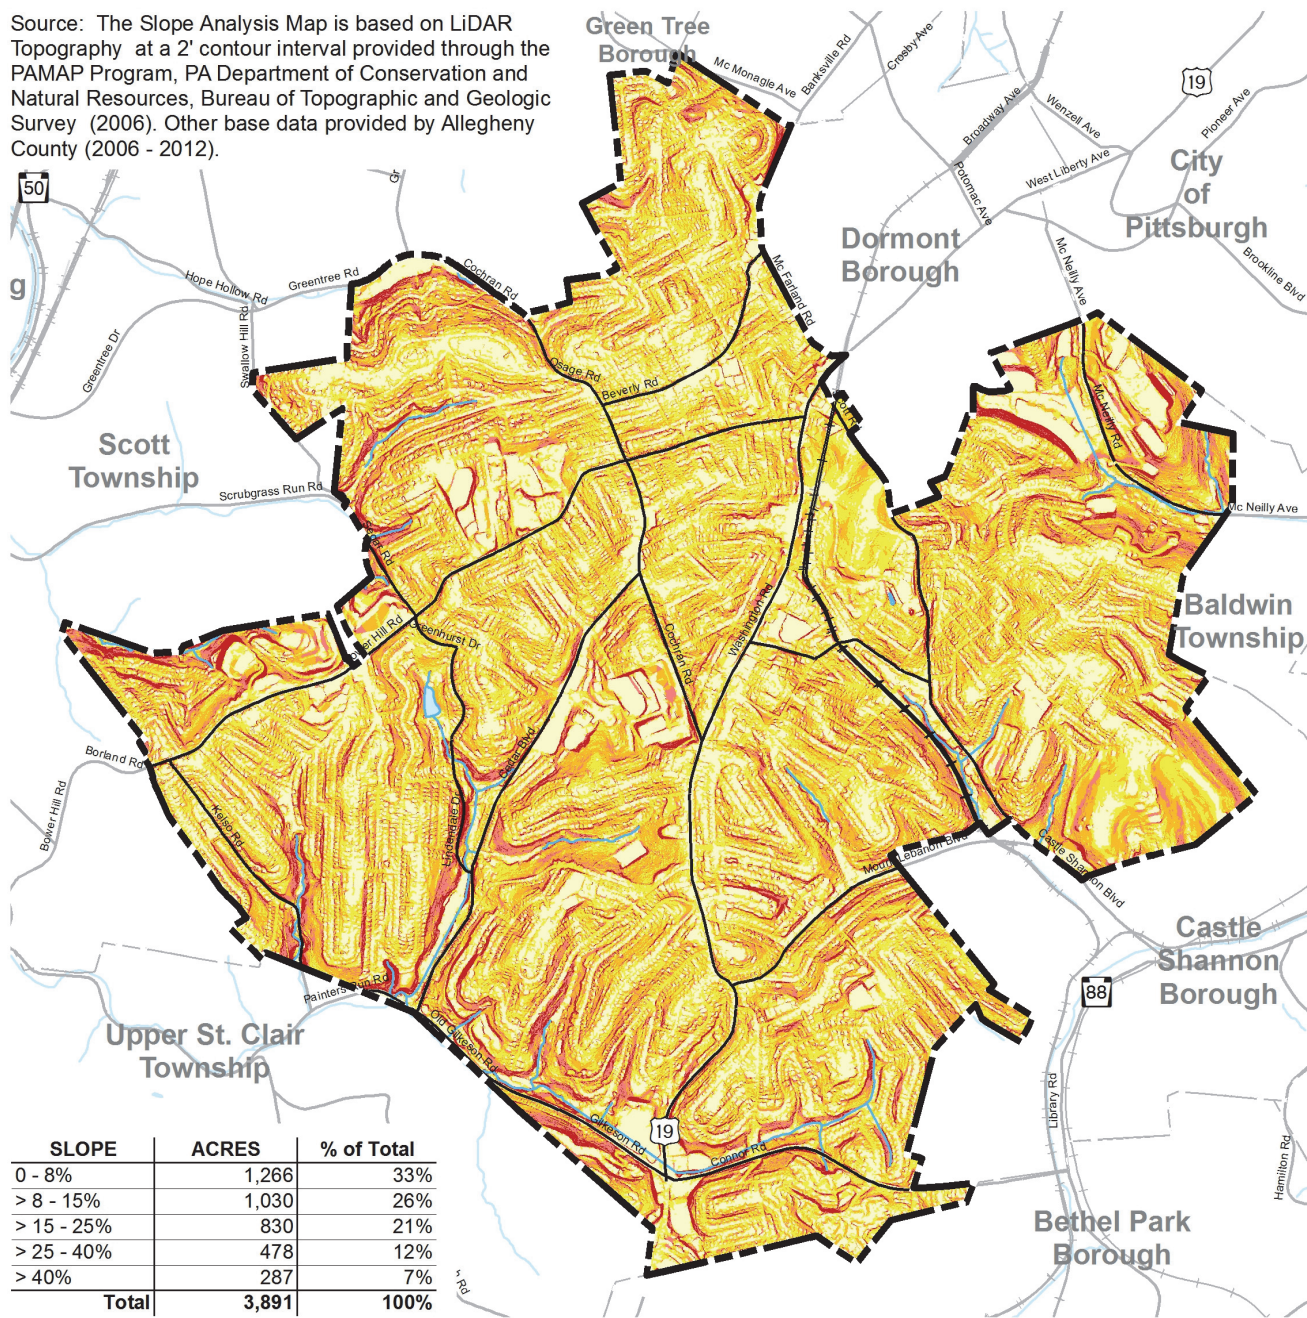 Source: The Slope Analysis Map is based on LiDAR
Topography at a 2' contour interval provided through the
PAMAP Program, PA Department of Conservation and
Natural Resources, Bureau of Topographic and Geologic
Survey (2006). Other base data provided by Allegheny
County (2006 - 2012).
Green Tree
Borough
Mc Monagle Ave
Banksville Rd
Crosby Ave
19
Broadway Ave
Wenzell Ave
Pioneer Ave
West Liberty Ave
Potomac Ave
City
of
Pittsburgh
50
Gr
Dormont
Borough
Mc Neilly Ave
Brookline Blvd
Hope Hollow Rd
Greentree Rd
Cochran Rd
Mc Farland Rd
g
Greentree Dr
Swallow Hill Rd
Osage Rd
Beverly Rd
Mc Neilly Rd
Scott
Township
Scrubgrass Run Rd
Mc Neilly Ave
Baldwin
Township
Greenhurst Dr
Cochran Rd
Washington Rd
Borland Rd
Bower Hill Rd
Kelso Rd
Cedar Blvd
Lindendale Dr
Mount Lebanon Blvd
Castle Shannon Blvd
Castle
Shannon
Borough
88
Painters Run Rd
Old Gilkeson Rd
Upper St. Clair
Township
Library Rd
19
Gilkeson Rd
Connor Rd
Hamilton Rd
Bethel Park
Borough
Rd
SLOPE ACRES % of Total
0 - 8% 1,266 33%
> 8 - 15% 1,030 26%
> 15 - 25% 830 21%
> 25 - 40% 478 12%
> 40% 287 7%
Total 3,891 100%